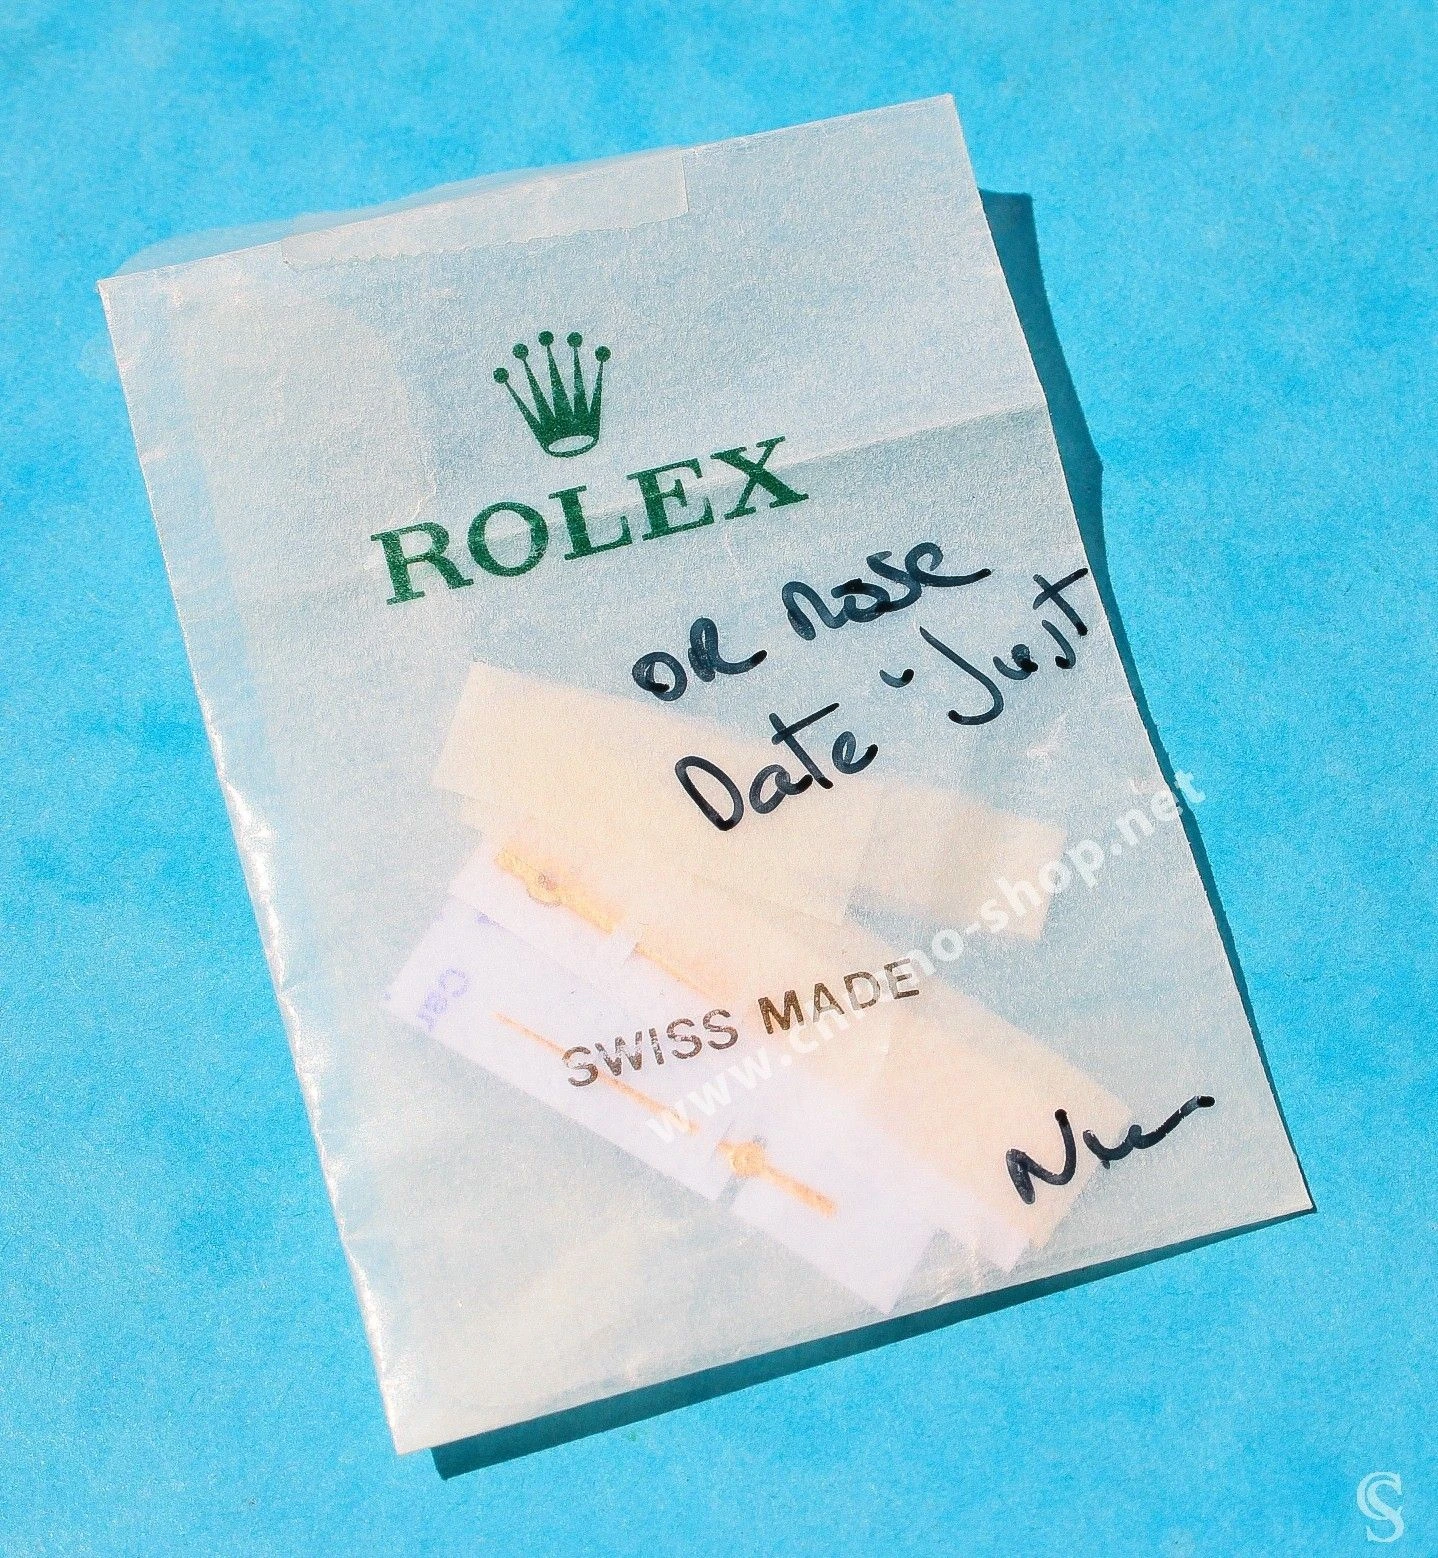 ROLEX
OR Rose
Date-Just
SWISS MADE
www.chrono-shop.net